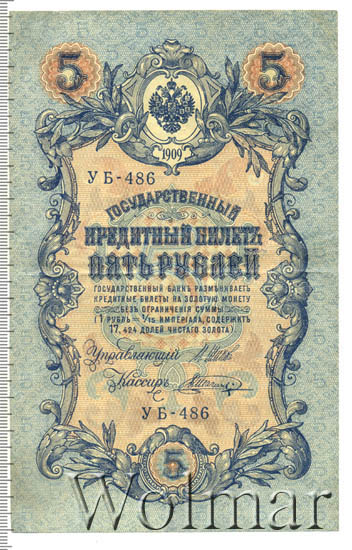 5 5
1909
УБ-486
ГОСУДАРСТВЕННЫЙ
КРЕДИТНЫЙ БИЛЕТЪ
ПЯТЬ РУБЛЕЙ
ГОСУДАРСТВЕННЫЙ БАНКЪ РАЗМѢНИВАЕТЪ
КРЕДИТНЫЕ БИЛЕТЫ НА ЗОЛОТУЮ МОНЕТУ
БЕЗЪ ОГРАНИЧЕНІЯ СУММЫ
(1 РУБЛЬ = 1/15 ИМПЕРІАЛА, СОДЕРЖИТЪ
17,424 ДОЛЕЙ ЧИСТАГО ЗОЛОТА).
Управляющій
Кассиръ
УБ-486
5
Wolmar